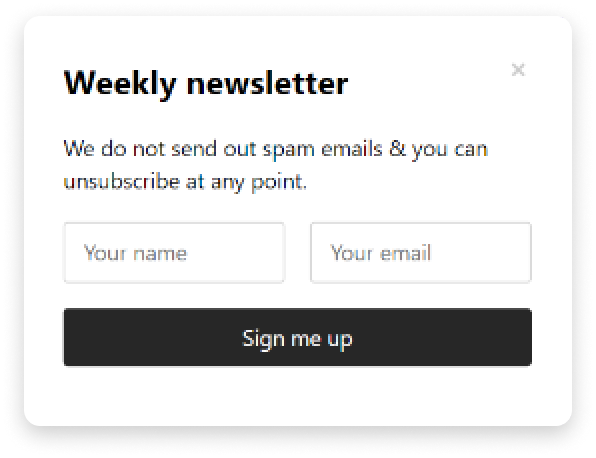 Weekly newsletter
We do not send out spam emails & you can
unsubscribe at any point.
Your name
Your email
Sign me up